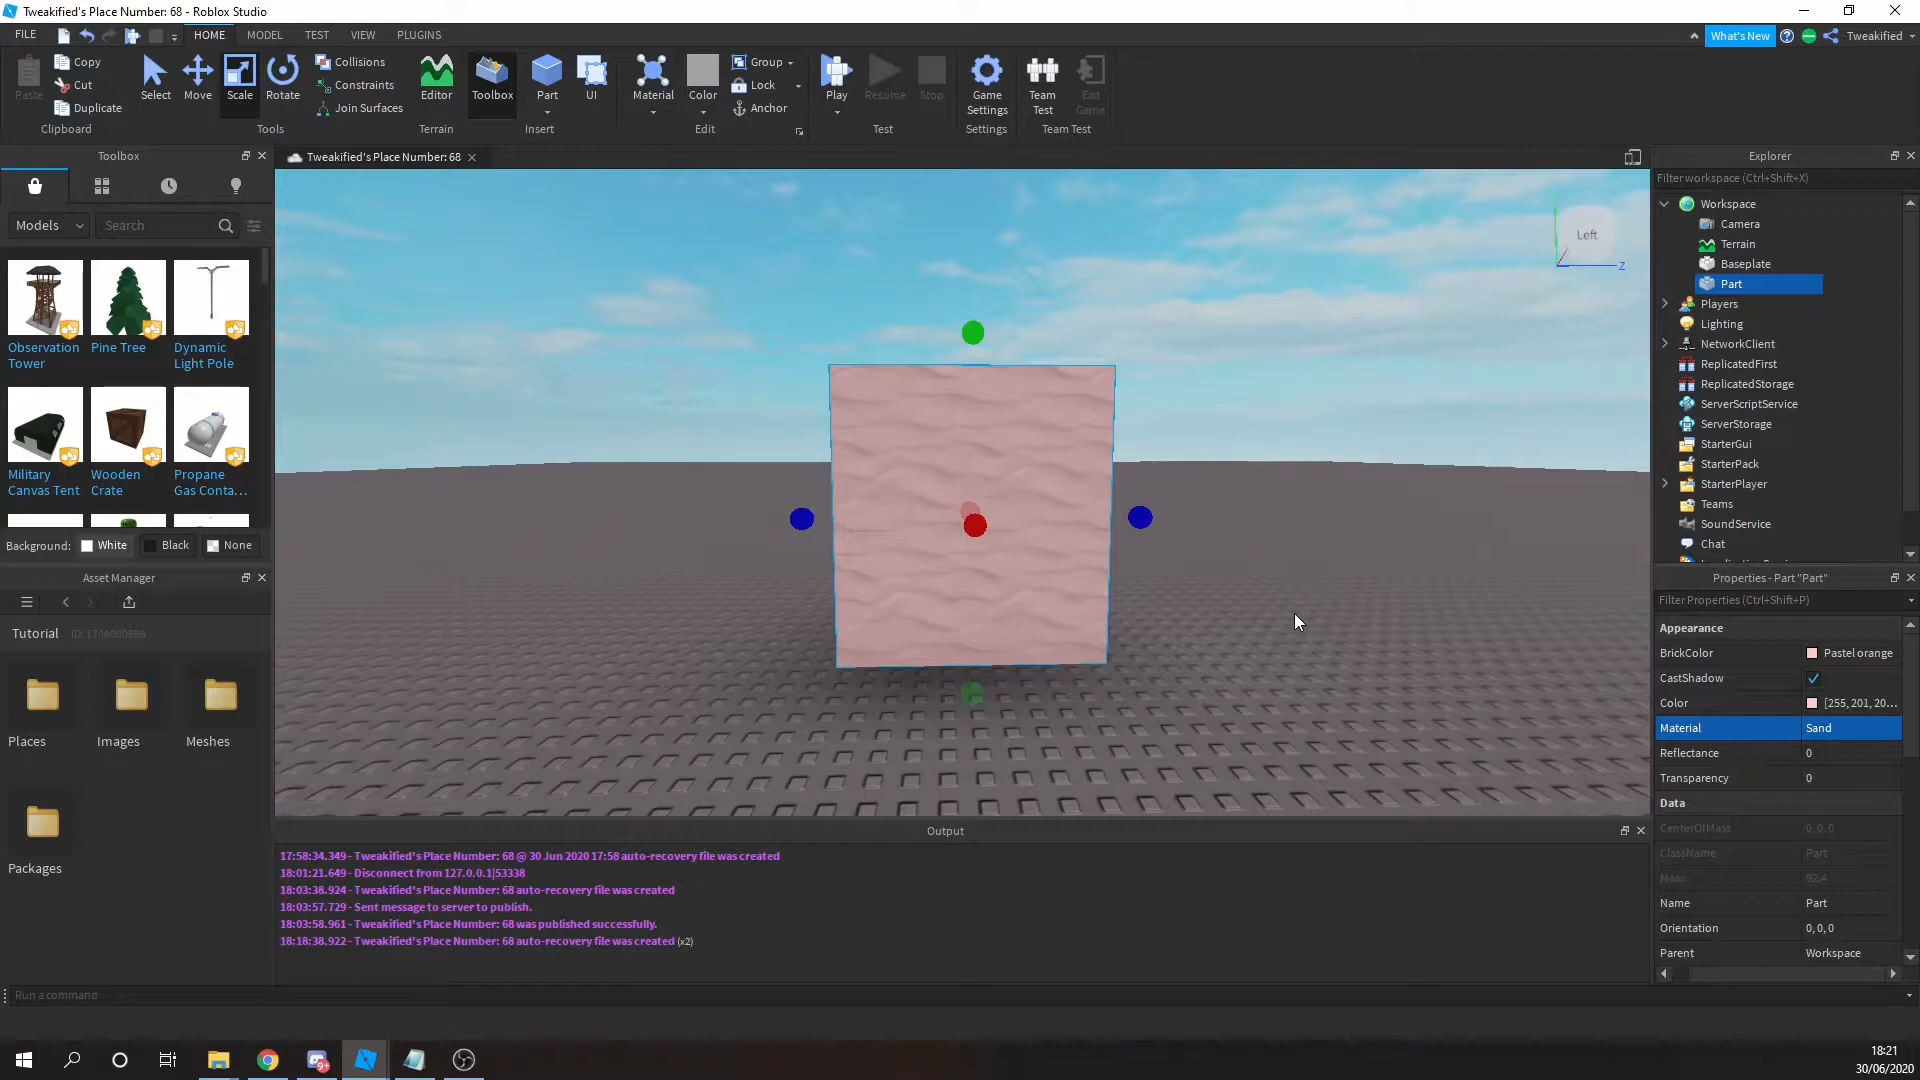 Tweakified's Place Number: 68 - Roblox Studio
FILE
HOME
MODEL
TEST
VIEW
PLUGINS
What's New
Tweakified
Paste
Copy
Cut
Duplicate
Clipboard
Select
Move
Scale
Rotate
Collisions
Constraints
Join Surfaces
Tools
Editor
Terrain
Toolbox
Part
UI
Insert
Material
Color
Group
Lock
Anchor
Edit
Play
Resume
Stop
Test
Game
Settings
Settings
Team
Test
Exit
Game
Team Test
Toolbox
Tweakified's Place Number: 68
Explorer
Models
Search
Observation
Tower
Pine Tree
Dynamic
Light Pole
Military
Canvas Tent
Wooden
Crate
Propane
Gas Conta...
Background:
White
Black
None
Asset Manager
Tutorial
Places
Images
Meshes
Packages
Left
Z
Filter workspace (Ctrl+Shift+X)
Workspace
Camera
Terrain
Baseplate
Part
Players
Lighting
NetworkClient
ReplicatedFirst
ReplicatedStorage
ServerScriptService
ServerStorage
StarterGui
StarterPack
StarterPlayer
Teams
SoundService
Chat
Properties - Part "Part"
Filter Properties (Ctrl+Shift+P)
Appearance
BrickColor Pastel orange
CastShadow
Color [255, 201, 20...
Material Sand
Reflectance 0
Transparency 0
Data
CenterOfMass 0, 0, 0
ClassName Part
Mass 92.4
Name Part
Orientation 0, 0, 0
Parent Workspace
Output
17:58:34.349 - Tweakified's Place Number: 68 @ 30 Jun 2020 17:58 auto-recovery file was created
18:01:21.649 - Disconnect from 127.0.0.1|53338
18:03:38.924 - Tweakified's Place Number: 68 auto-recovery file was created
18:03:57.729 - Sent message to server to publish.
18:03:58.961 - Tweakified's Place Number: 68 was published successfully.
18:18:38.922 - Tweakified's Place Number: 68 auto-recovery file was created (x2)
Run a command
9+
18:21
30/06/2020